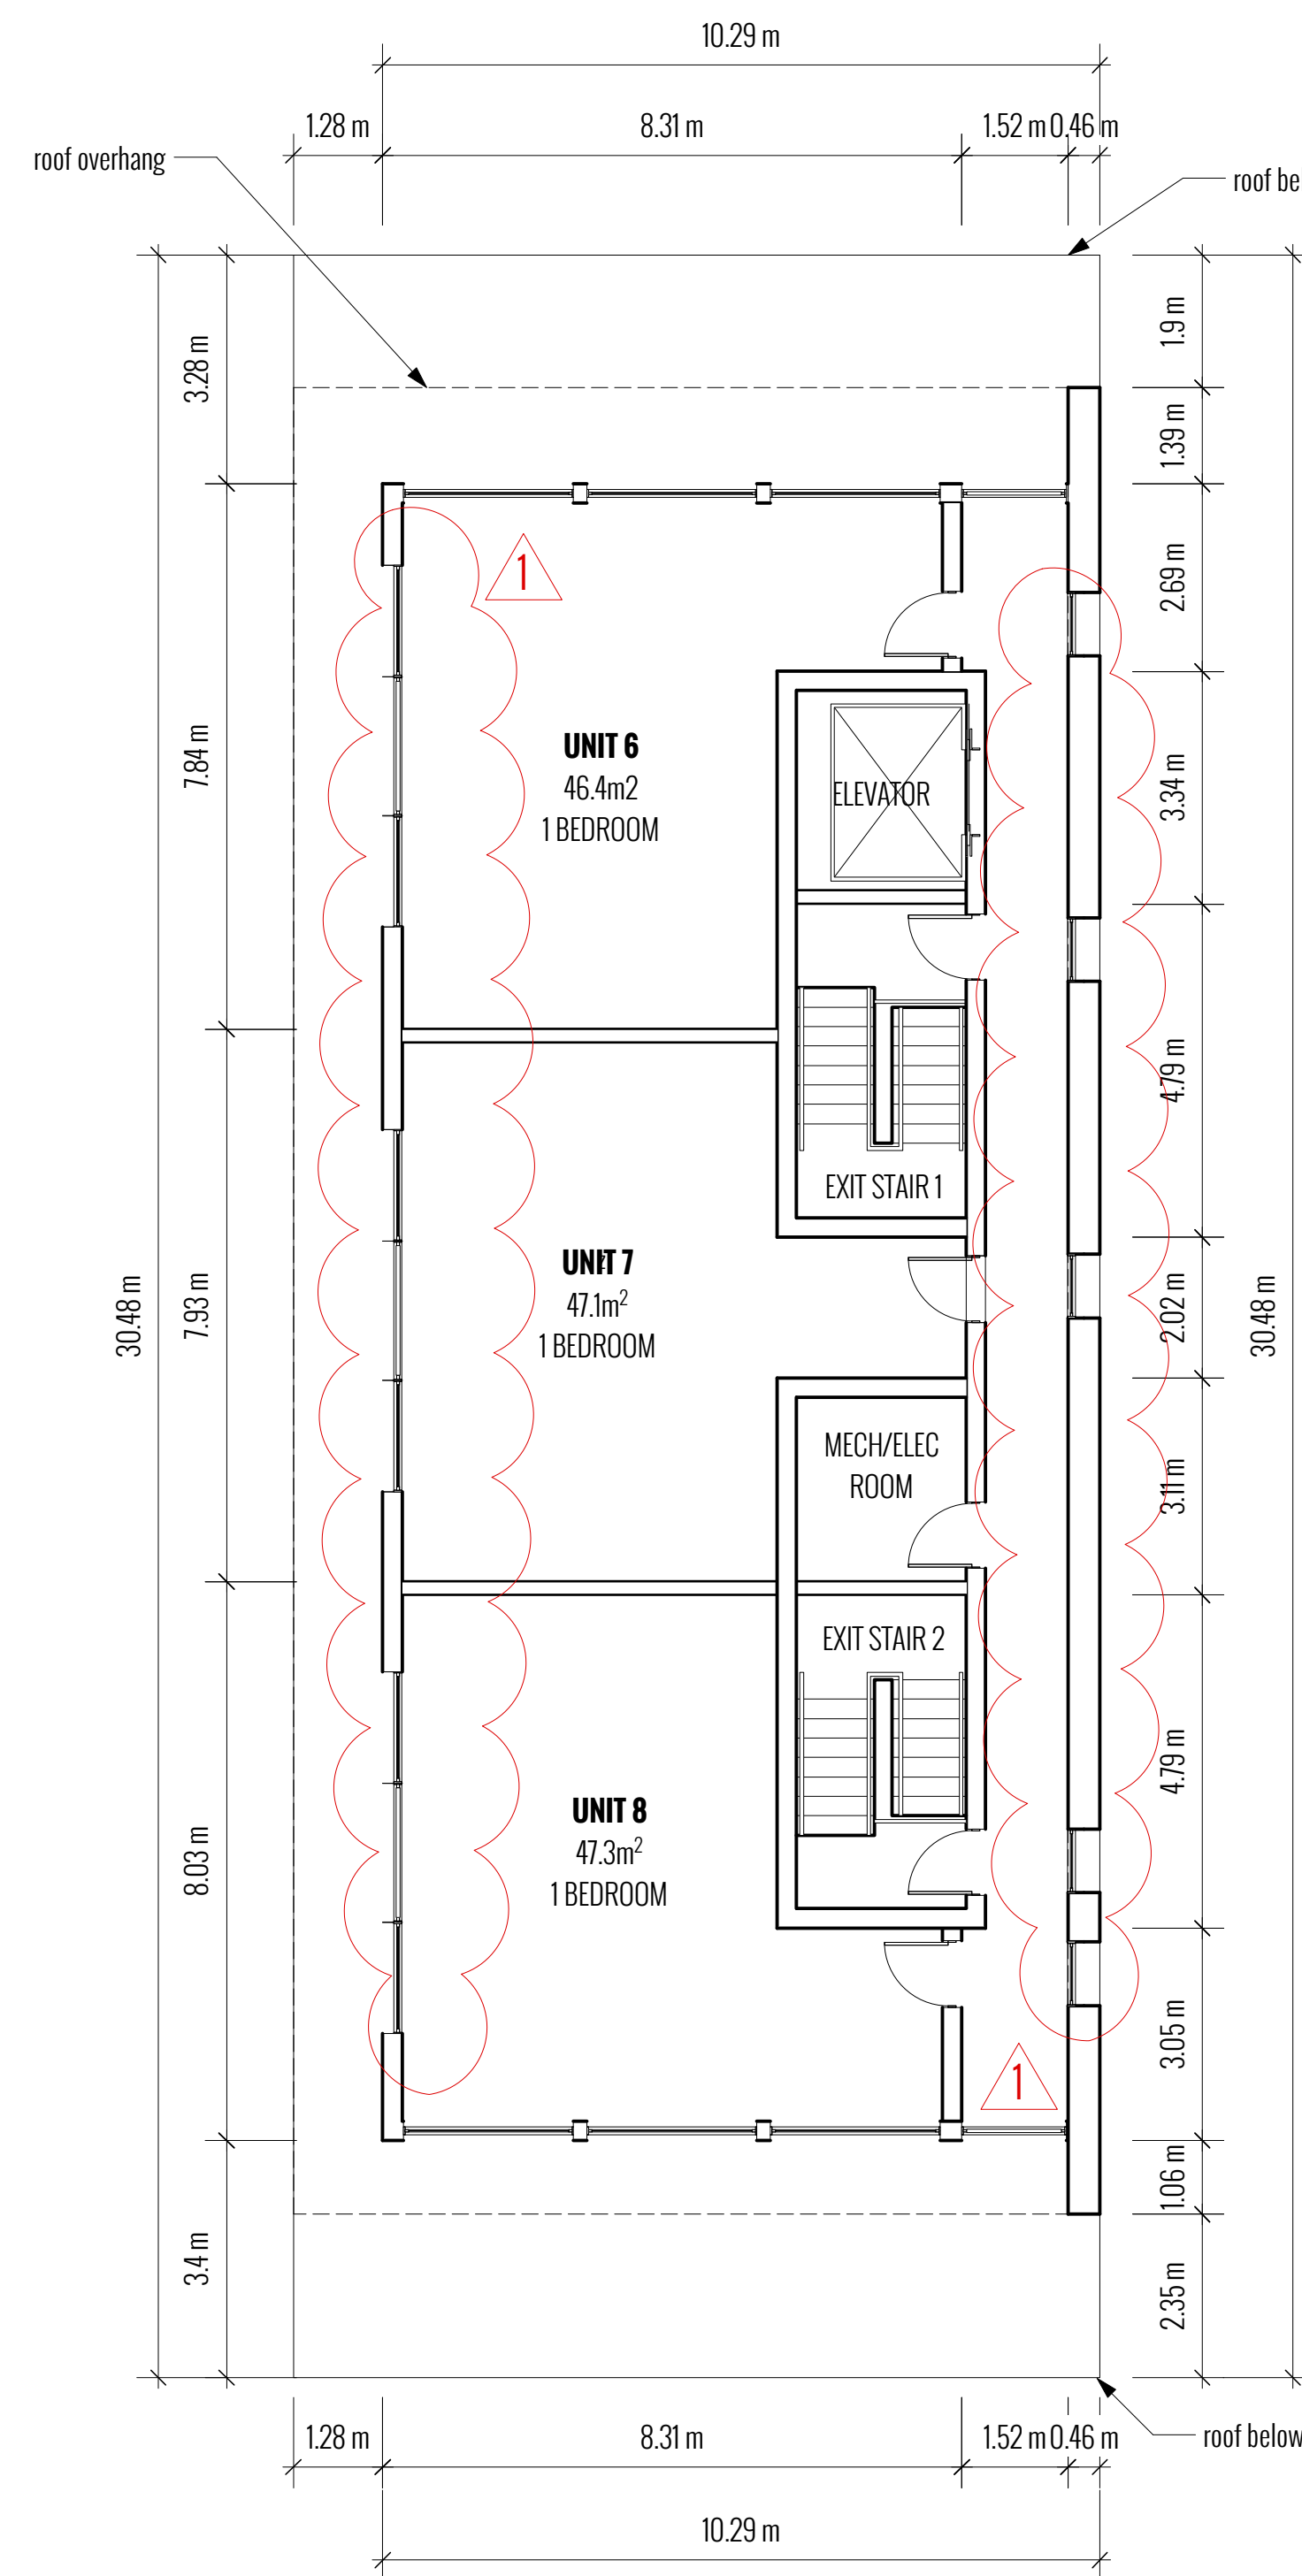 10.29 m
1.28 m 8.31 m 1.52 m 0.46 m
roof overhang
roof be
1.9 m
3.28 m
1.39 m
1
2.69 m
UNIT 6
46.4m2
1 BEDROOM
7.84 m
ELEVATOR
3.34 m
4.79 m
EXIT STAIR 1
UNIT 7
47.1m²
1 BEDROOM
30.48 m
7.93 m
2.02 m
30.48 m
MECH/ELEC
ROOM
3.11 m
EXIT STAIR 2
UNIT 8
47.3m²
1 BEDROOM
4.79 m
8.03 m
3.05 m
1
1.06 m
3.4 m
2.35 m
1.28 m 8.31 m 1.52 m 0.46 m
roof below
10.29 m